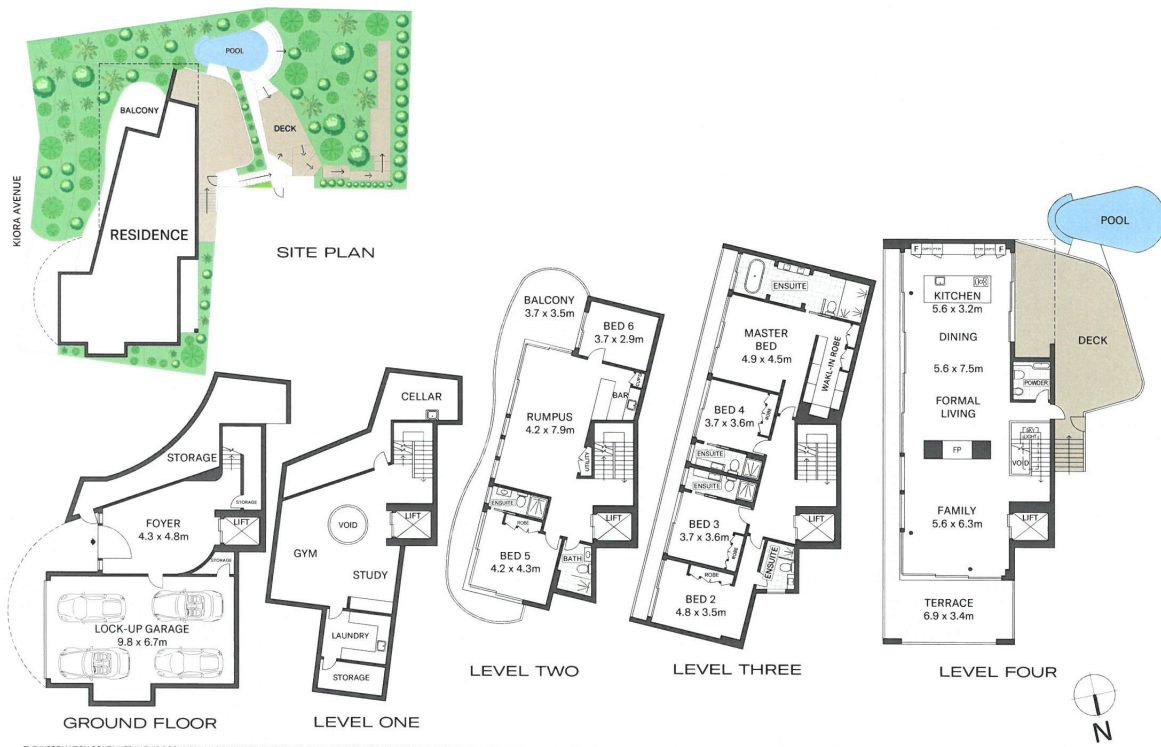 KIORA AVENUE
POOL
BALCONY
DECK
RESIDENCE
SITE PLAN
STORAGE
STORAGE
FOYER
4.3 x 4.8m
LIFT
STORAGE
LOCK-UP GARAGE
9.8 x 6.7m
GROUND FLOOR
CELLAR
VOID
LIFT
GYM
STUDY
LAUNDRY
STORAGE
LEVEL ONE
BALCONY
3.7 x 3.5m
BED 6
3.7 x 2.9m
CUPB
BAR
RUMPUS
4.2 x 7.9m
UTILITY
ENSUITE
ROBE
LIFT
BED 5
4.2 x 4.3m
BATH
LEVEL TWO
ENSUITE
MASTER
BED
4.9 x 4.5m
WAKL-IN ROBE
BED 4
3.7 x 3.6m
ROBE
ENSUITE
ENSUITE
BED 3
3.7 x 3.6m
ROBE
LIFT
ROBE
ENSUITE
BED 2
4.8 x 3.5m
LEVEL THREE
POOL
F
F
KITCHEN
5.6 x 3.2m
DINING
DECK
5.6 x 7.5m
POWDER
FORMAL
LIVING
SKY
LIGHT
FP
VOID
FAMILY
5.6 x 6.3m
LIFT
TERRACE
6.9 x 3.4m
LEVEL FOUR
N